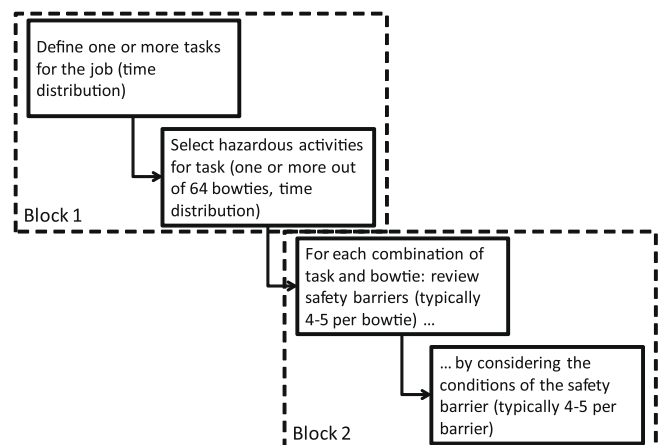 Define one or more tasks
for the job (time
distribution)
Select hazardous activities
for task (one or more out
of 64 bowties, time
distribution)
Block 1
For each combination of
task and bowtie: review
safety barriers (typically
4-5 per bowtie) ...
... by considering the
conditions of the safety
barrier (typically 4-5 per
barrier)
Block 2